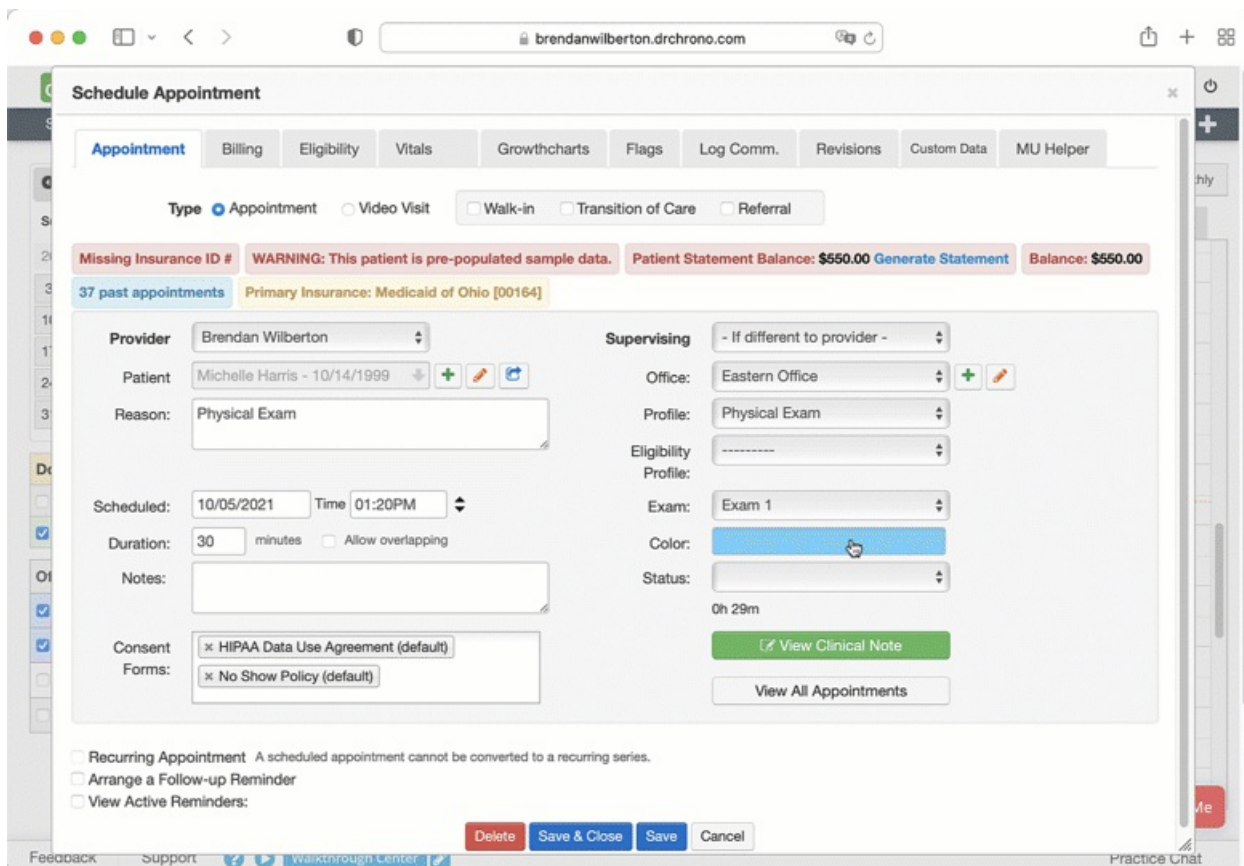 brendanwilberton.drchrono.com
Schedule Appointment
Appointment Billing Eligibility Vitals Growthcharts Flags Log Comm. Revisions Custom Data MU Helper
Type Appointment Video Visit Walk-in Transition of Care Referral
Missing Insurance ID # WARNING: This patient is pre-populated sample data. Patient Statement Balance: $550.00 Generate Statement Balance: $550.00
37 past appointments Primary Insurance: Medicaid of Ohio [00164]
Provider Brendan Wilberton Supervising - If different to provider -
Patient Michelle Harris - 10/14/1999 Office: Eastern Office
Reason: Physical Exam Profile: Physical Exam
Eligibility Profile: ---------
Scheduled: 10/05/2021 Time 01:20PM Exam: Exam 1
Duration: 30 minutes Allow overlapping Color:
Notes: Status:
0h 29m
Consent Forms: × HIPAA Data Use Agreement (default) View Clinical Note
× No Show Policy (default) View All Appointments
Recurring Appointment A scheduled appointment cannot be converted to a recurring series.
Arrange a Follow-up Reminder
View Active Reminders:
Delete Save & Close Save Cancel
Feedback Support Walkthrough Center Practice Chat